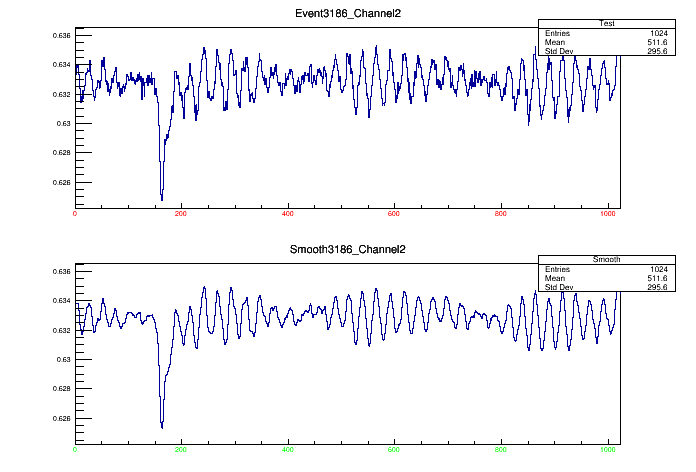 Event3186_Channel2
Test
Entries 1024
Mean 511.6
Std Dev 295.6
0.636
0.634
0.632
0.63
0.628
0.626
0 200 400 600 800 1000
Smooth3186_Channel2
Smooth
Entries 1024
Mean 511.6
Std Dev 295.6
0.636
0.634
0.632
0.63
0.628
0.626
0 200 400 600 800 1000